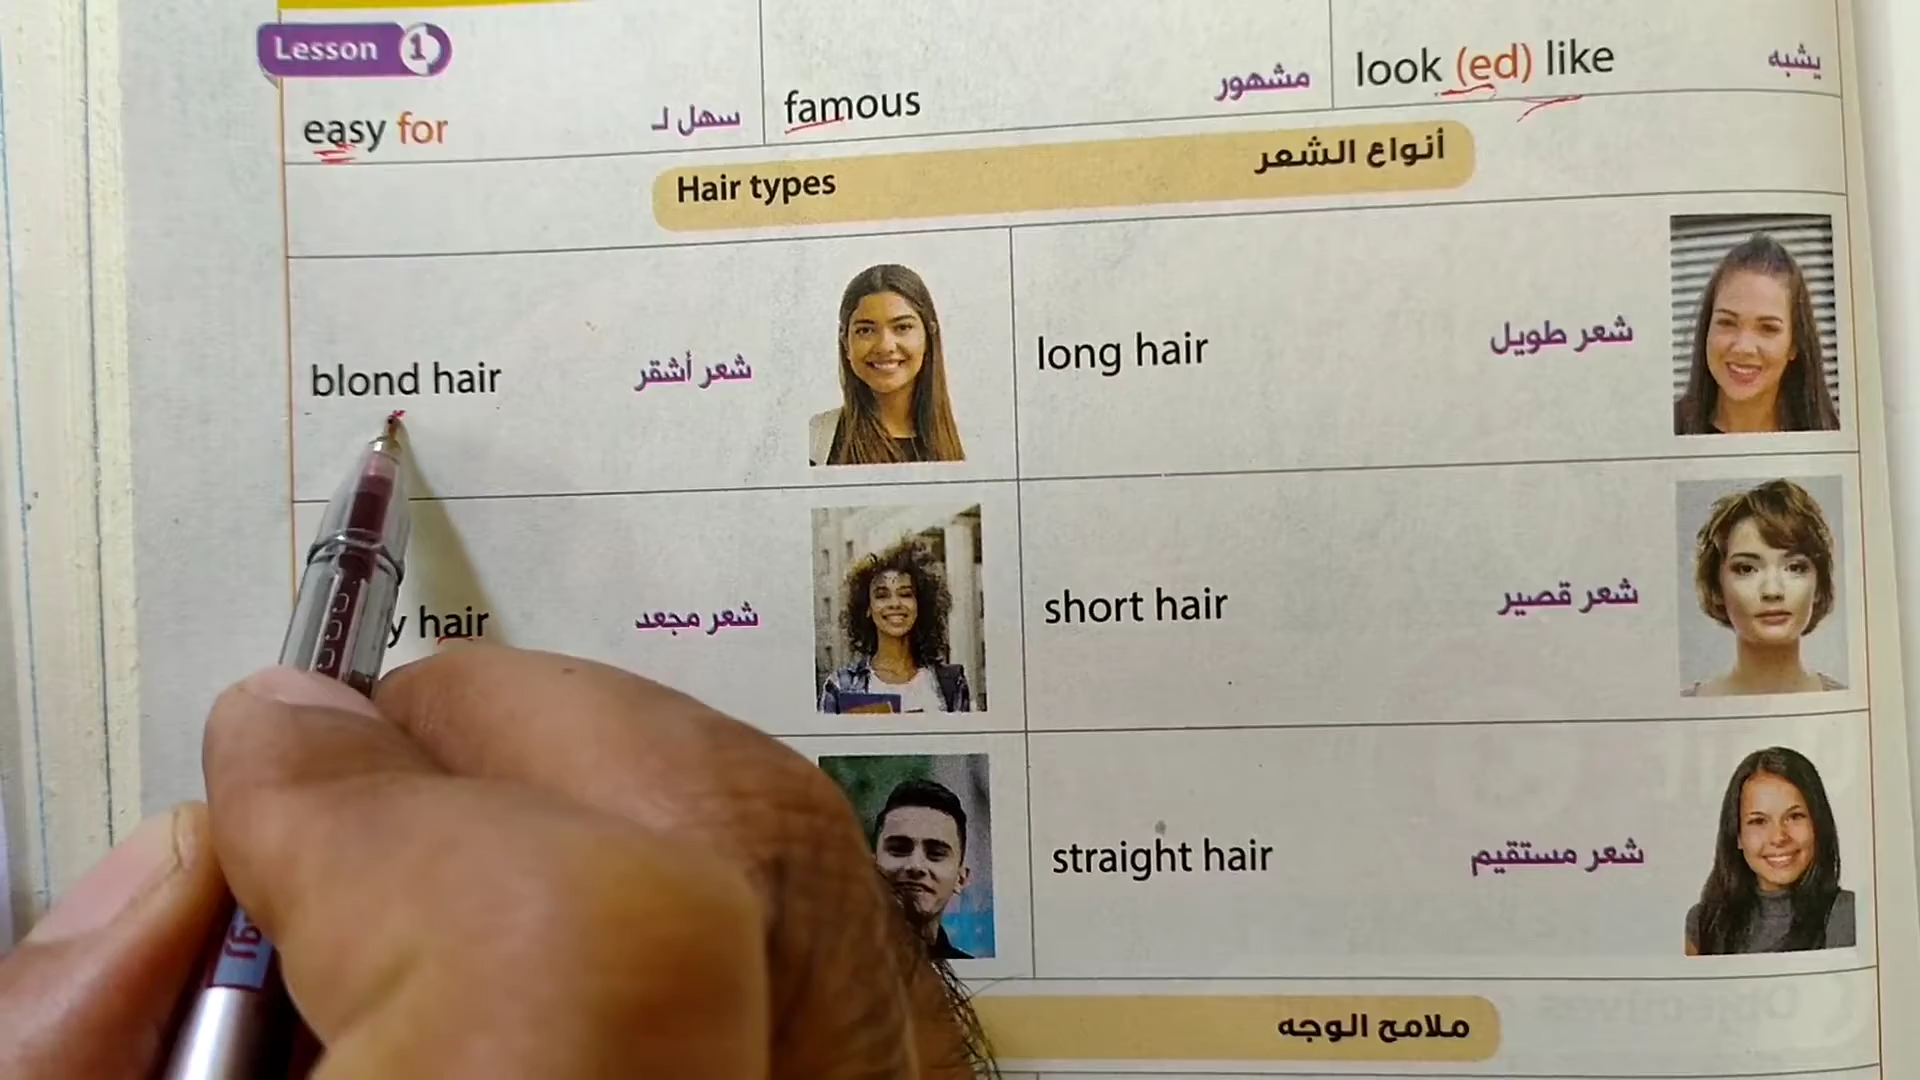 Lesson 1
easy for سهل لـ
famous مشهور
look (ed) like يشبه
Hair types أنواع الشعر
blond hair شعر أشقر
long hair شعر طويل
y hair شعر مجعد
short hair شعر قصير
straight hair شعر مستقيم
ملامح الوجه